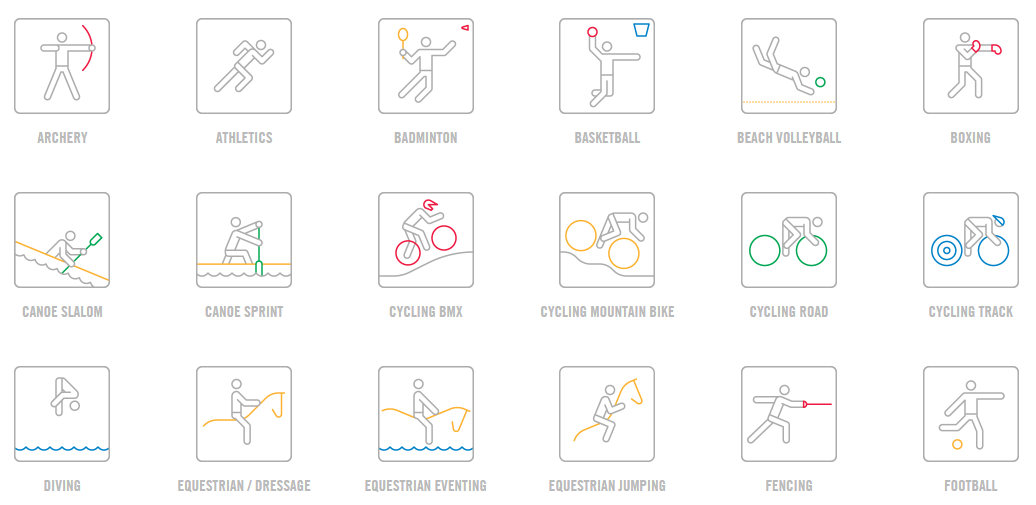 ARCHERY
ATHLETICS
BADMINTON
BASKETBALL
BEACH VOLLEYBALL
BOXING
CANOE SLALOM
CANOE SPRINT
CYCLING BMX
CYCLING MOUNTAIN BIKE
CYCLING ROAD
CYCLING TRACK
DIVING
EQUESTRIAN / DRESSAGE
EQUESTRIAN EVENTING
EQUESTRIAN JUMPING
FENCING
FOOTBALL